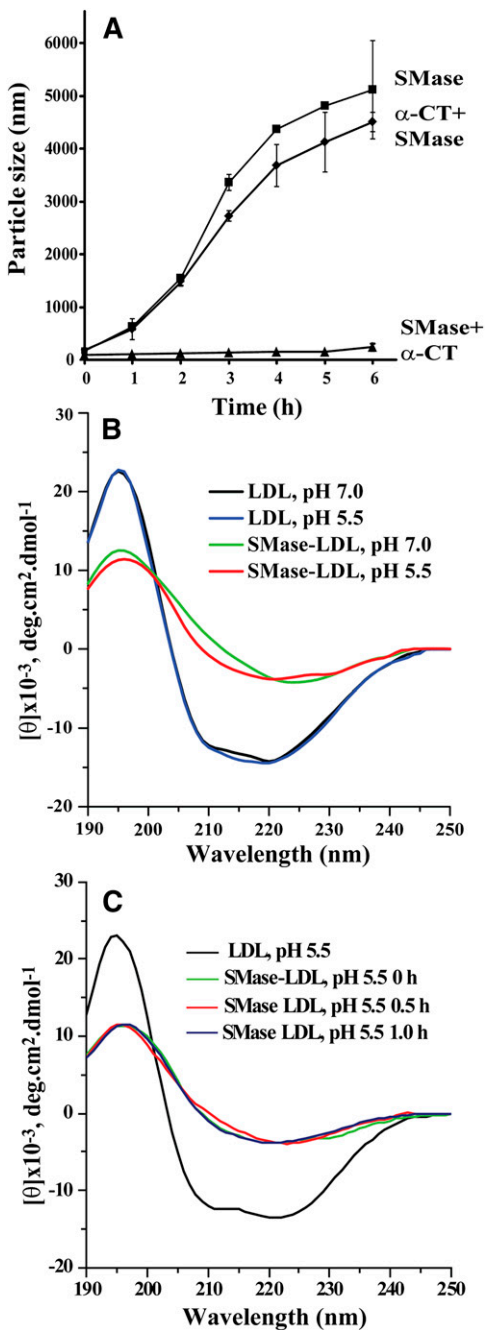 A
Particle size (nm)
6000
5000
4000
3000
2000
1000
0
SMase
α-CT+
SMase
SMase+
α-CT
0 1 2 3 4 5 6
Time (h)
B
[θ]x10-3, deg.cm2.dmol-1
30
20
10
0
-10
-20
LDL, pH 7.0
LDL, pH 5.5
SMase-LDL, pH 7.0
SMase-LDL, pH 5.5
190 200 210 220 230 240 250
Wavelength (nm)
C
[θ]x10-3, deg.cm2.dmol-1
30
20
10
0
-10
-20
LDL, pH 5.5
SMase-LDL, pH 5.5 0 h
SMase LDL, pH 5.5 0.5 h
SMase LDL, pH 5.5 1.0 h
190 200 210 220 230 240 250
Wavelength (nm)